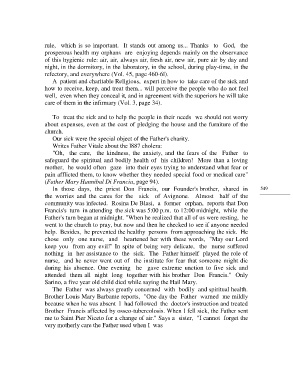 rule, which is so important. It stands out among us... Thanks to God, the
prosperous health my orphans are enjoying depends mainly on the observance
of this hygienic rule: air, air, always air, fresh air, new air, pure air by day and
night, in the dormitory, in the laboratory, in the school, during play-time, in the
refectory, and everywhere (Vol. 45, page 460-6l).
A patient and charitable Religious, expert in how to take care of the sick and
how to receive, keep, and treat them... will perceive the people who do not feel
well, even when they conceal it, and in agreement with the superiors he will take
care of them in the infirmary (Vol. 3, page 34).
To treat the sick and to help the people in their needs we should not worry
about expenses, even at the cost of pledging the house and the furniture of the
church.
Our sick were the special object of the Father's charity.
Writes Father Vitale about the l887 cholera:
"Oh, the care, the kindness, the anxiety, and the fears of the Father to
safeguard the spiritual and bodily health of his children! More than a loving
mother, he would often gaze into their eyes trying to understand what fear or
pain afflicted them, to know whether they needed special food or medical care"
(Father Mary Hannibal Di Francia, page 94).
In those days, the priest Don Francis, our Founder's brother, shared in
the worries and the cares for the sick of Avignone. Almost half of the
community was infected. Rosina De Blasi, a former orphan, reports that Don
Francis's turn in attending the sick was 5:00 p.m. to 12:00 midnight, while the
Father's turn began at midnight. "When he realized that all of us were resting, he
went to the church to pray, but now and then he checked to see if anyone needed
help. Besides, he prevented the healthy persons from approaching the sick. He
chose only one nurse, and heartened her with these words, "May our Lord
keep you from any evil!" In spite of being very delicate, the nurse suffered
nothing in her assistance to the sick. The Father himself played the role of
nurse, and he never went out of the institute for fear that someone might die
during his absence. One evening he gave extreme unction to five sick and
attended them all night long together with his brother Don Francis." Only
Sarino, a five year old child died while saying the Hail Mary.
The Father was always greatly concerned with bodily and spiritual health.
Brother Louis Mary Barbante reports, "One day the Father warned me mildly
because when he was absent I had followed the doctor's instruction and treated
Brother Francis affected by tosco-tuberculosis. When I fell sick, the Father sent
me to Saint Pier Niceto for a change of air." Says a sister, "I cannot forget the
very motherly care the Father used when I was
549